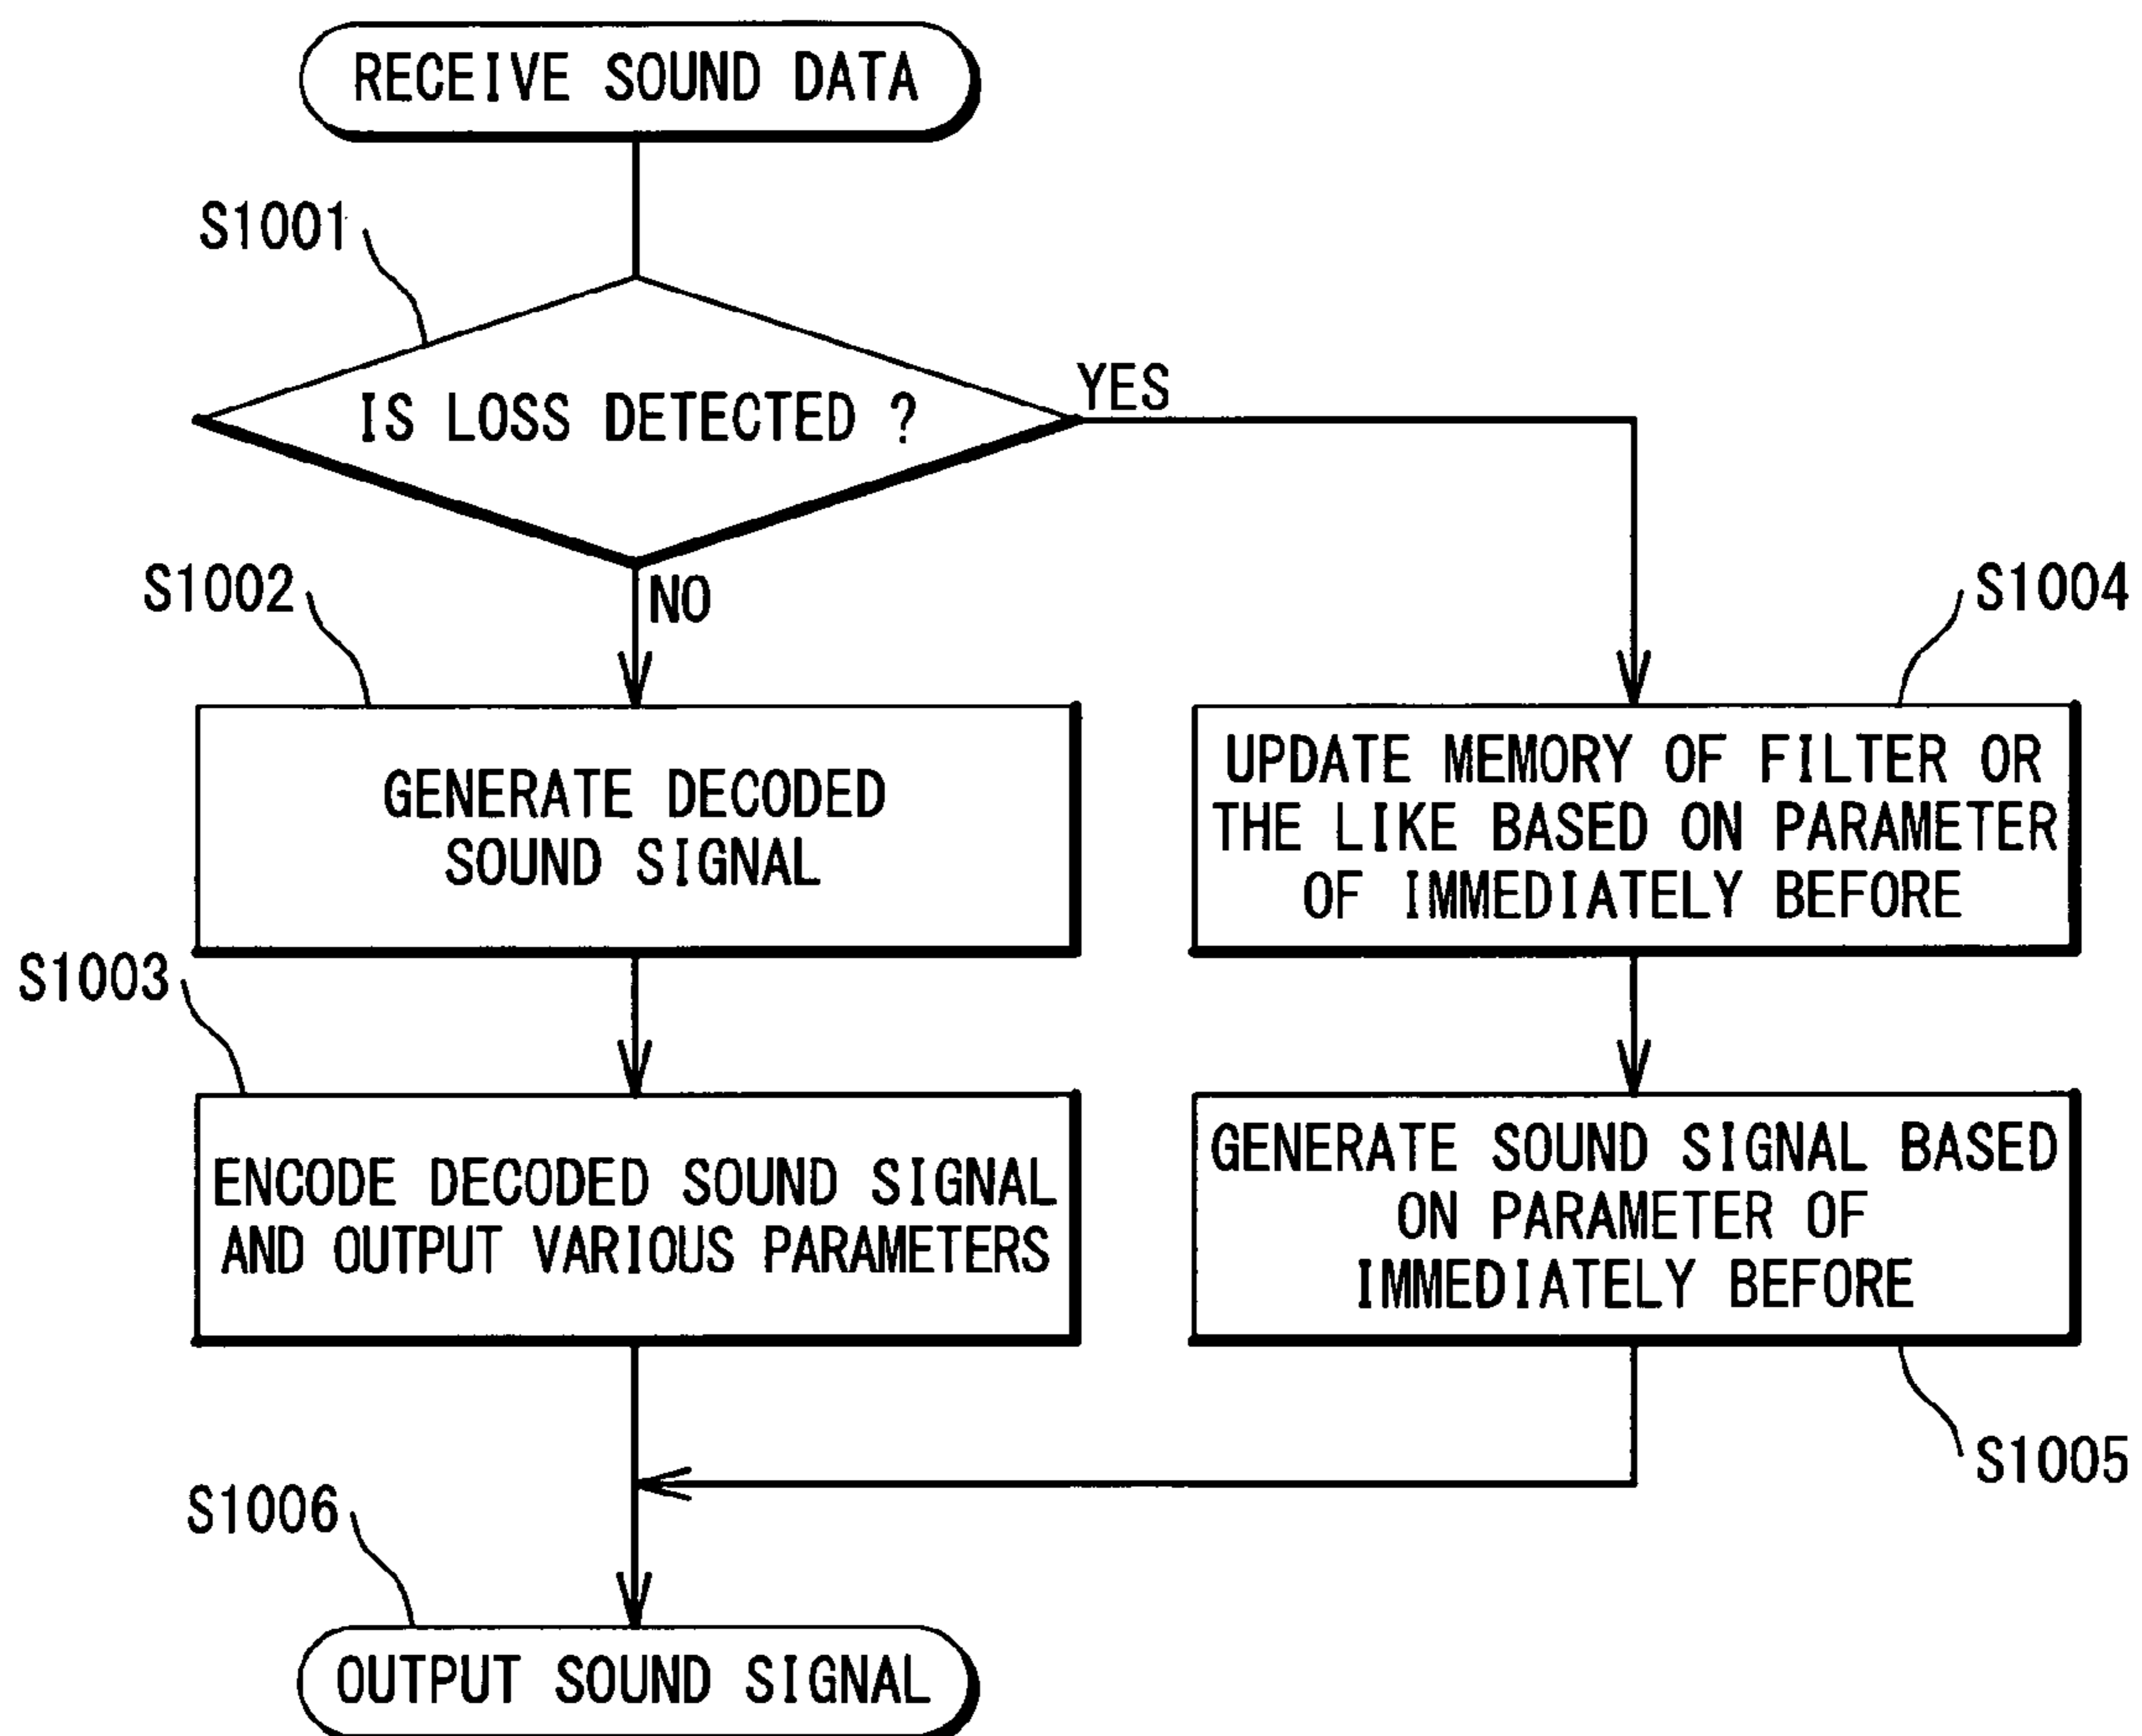 RECEIVE SOUND DATA
S1001
IS LOSS DETECTED ?
YES
NO
S1002
GENERATE DECODED
SOUND SIGNAL
S1003
ENCODE DECODED SOUND SIGNAL
AND OUTPUT VARIOUS PARAMETERS
S1004
UPDATE MEMORY OF FILTER OR
THE LIKE BASED ON PARAMETER
OF IMMEDIATELY BEFORE
GENERATE SOUND SIGNAL BASED
ON PARAMETER OF
IMMEDIATELY BEFORE
S1005
S1006
OUTPUT SOUND SIGNAL